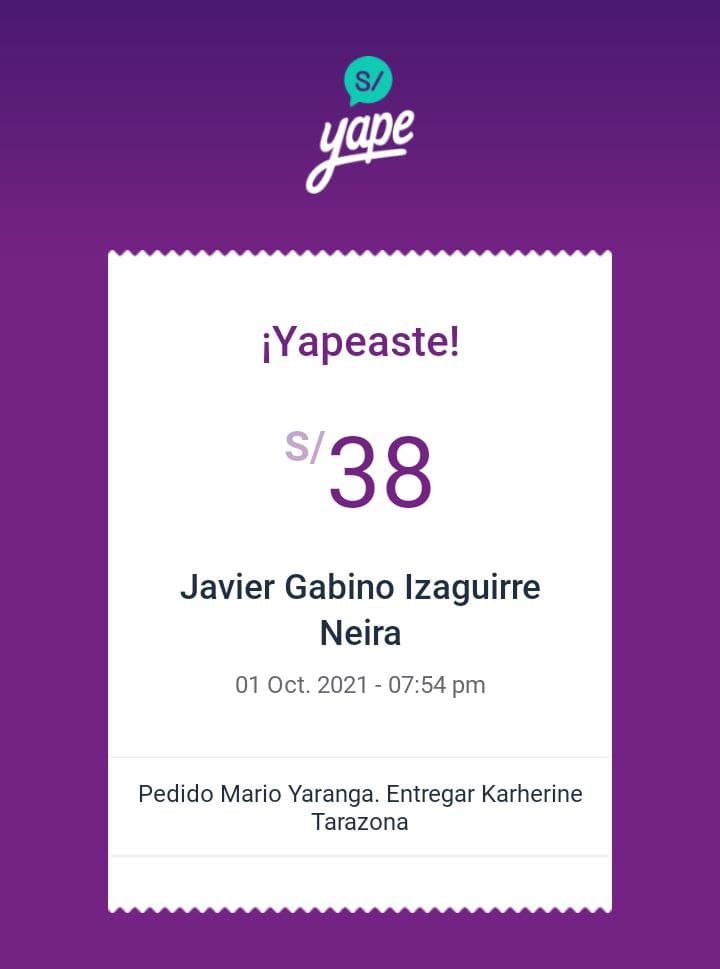 S/
yape
¡Yapeaste!
S/38
Javier Gabino Izaguirre
Neira
01 Oct. 2021 - 07:54 pm
Pedido Mario Yaranga. Entregar Karherine
Tarazona